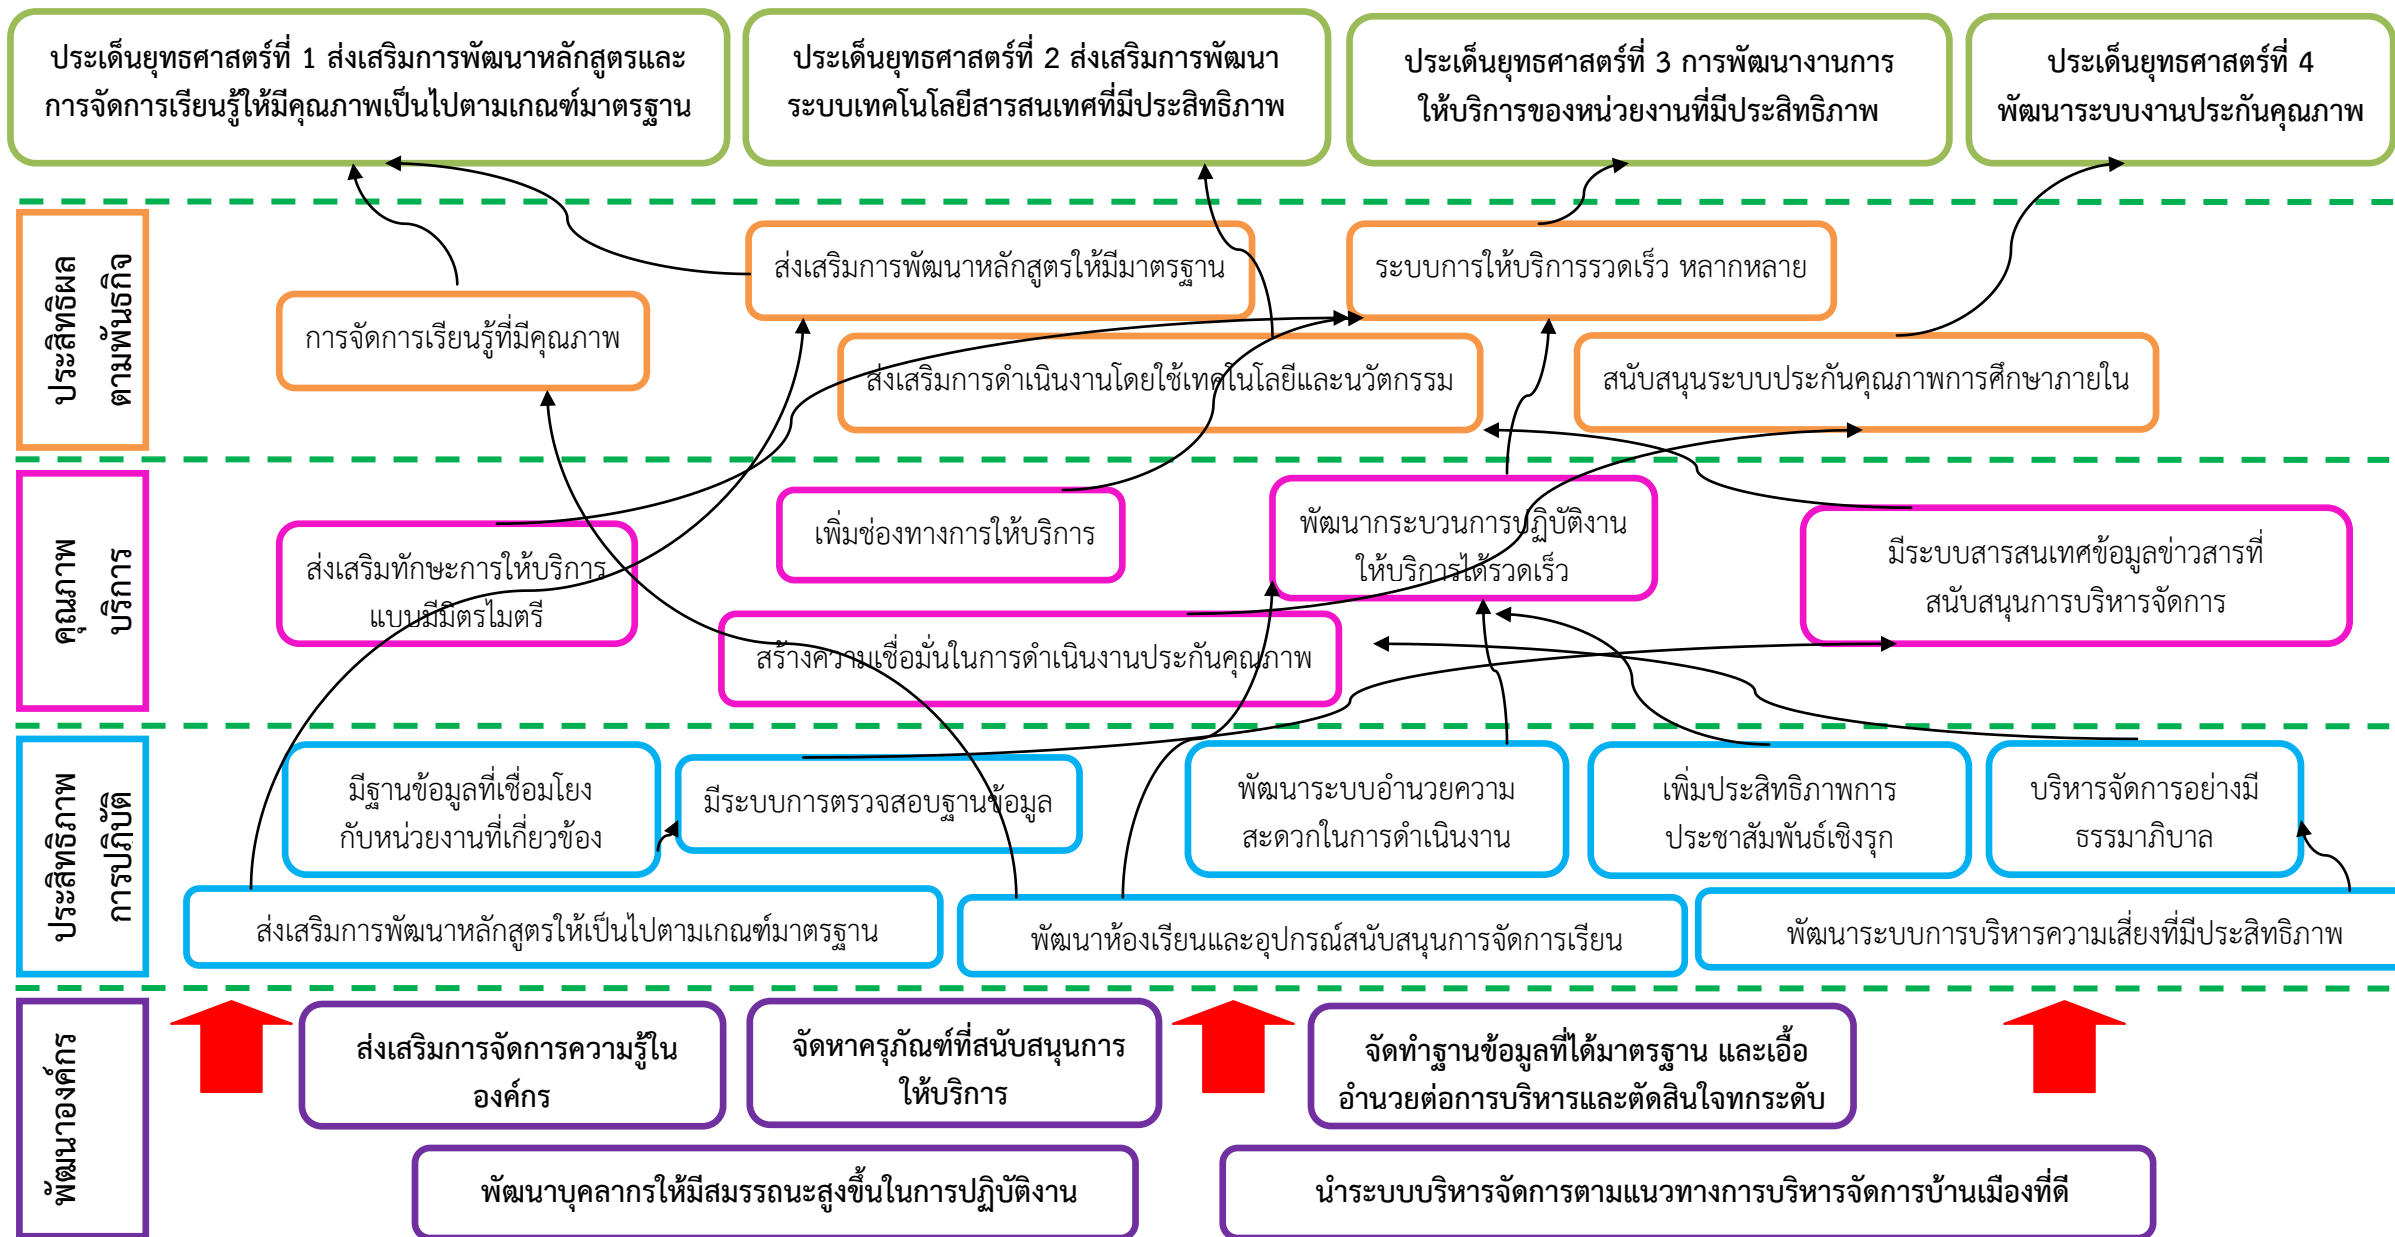 ประเด็นยุทธศาสตร์ที่ 1 ส่งเสริมการพัฒนาหลักสูตรและ
การจัดการเรียนรู้ให้มีคุณภาพเป็นไปตามเกณฑ์มาตรฐาน
ประเด็นยุทธศาสตร์ที่ 2 ส่งเสริมการพัฒนา
ระบบเทคโนโลยีสารสนเทศที่มีประสิทธิภาพ
ประเด็นยุทธศาสตร์ที่ 3 การพัฒนางานการ
ให้บริการของหน่วยงานที่มีประสิทธิภาพ
ประเด็นยุทธศาสตร์ที่ 4
พัฒนาระบบงานประกันคุณภาพ
ประสิทธิผล
ตามพันธกิจ
ส่งเสริมการพัฒนาหลักสูตรให้มีมาตรฐาน
ระบบการให้บริการรวดเร็ว หลากหลาย
การจัดการเรียนรู้ที่มีคุณภาพ
ส่งเสริมการดำเนินงานโดยใช้เทคโนโลยีและนวัตกรรม
สนับสนุนระบบประกันคุณภาพการศึกษาภายใน
คุณภาพ
บริการ
ส่งเสริมทักษะการให้บริการ
แบบมีมิตรไมตรี
เพิ่มช่องทางการให้บริการ
พัฒนากระบวนการปฏิบัติงาน
ให้บริการได้รวดเร็ว
มีระบบสารสนเทศข้อมูลข่าวสารที่
สนับสนุนการบริหารจัดการ
สร้างความเชื่อมั่นในการดำเนินงานประกันคุณภาพ
ประสิทธิภาพ
การปฏิบัติ
มีฐานข้อมูลที่เชื่อมโยง
กับหน่วยงานที่เกี่ยวข้อง
มีระบบการตรวจสอบฐานข้อมูล
พัฒนาระบบอำนวยความ
สะดวกในการดำเนินงาน
เพิ่มประสิทธิภาพการ
ประชาสัมพันธ์เชิงรุก
บริหารจัดการอย่างมี
ธรรมาภิบาล
ส่งเสริมการพัฒนาหลักสูตรให้เป็นไปตามเกณฑ์มาตรฐาน
พัฒนาห้องเรียนและอุปกรณ์สนับสนุนการจัดการเรียน
พัฒนาระบบการบริหารความเสี่ยงที่มีประสิทธิภาพ
พัฒนาองค์กร
ส่งเสริมการจัดการความรู้ใน
องค์กร
จัดหาครุภัณฑ์ที่สนับสนุนการ
ให้บริการ
จัดทำฐานข้อมูลที่ได้มาตรฐาน และเอื้อ
อำนวยต่อการบริหารและตัดสินใจทกระดับ
พัฒนาบุคลากรให้มีสมรรถนะสูงขึ้นในการปฏิบัติงาน
นำระบบบริหารจัดการตามแนวทางการบริหารจัดการบ้านเมืองที่ดี